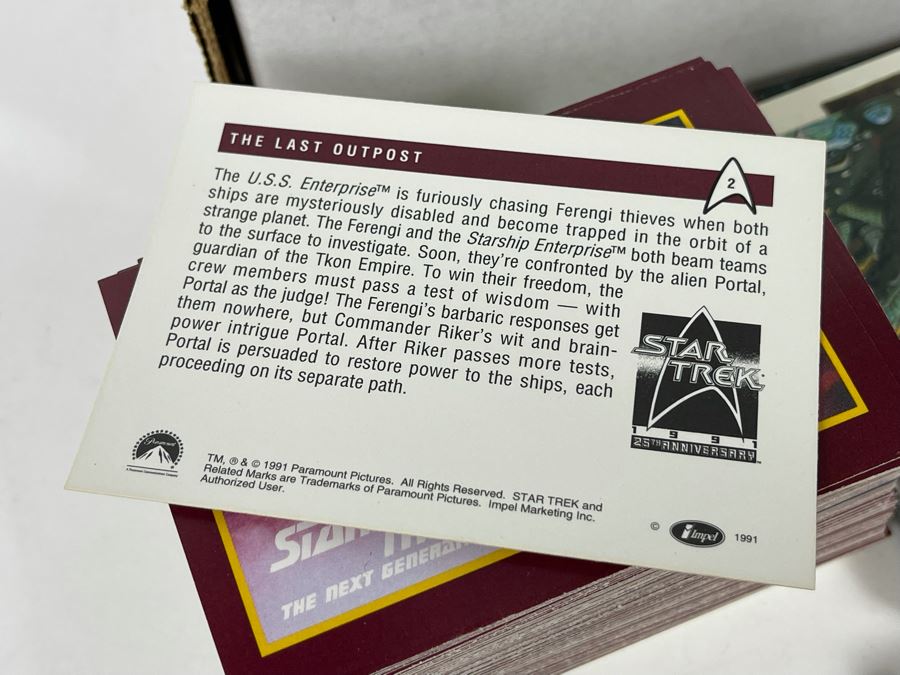 THE LAST OUTPOST
2
The U.S.S. Enterprise™ is furiously chasing Ferengi thieves when both
ships are mysteriously disabled and become trapped in the orbit of a
strange planet. The Ferengi and the Starship Enterprise™ both beam teams
to the surface to investigate. Soon, they're confronted by the alien Portal,
guardian of the Tkon Empire. To win their freedom, the
crew members must pass a test of wisdom — with
Portal as the judge! The Ferengi's barbaric responses get
them nowhere, but Commander Riker's wit and brain-
power intrigue Portal. After Riker passes more tests,
Portal is persuaded to restore power to the ships, each
proceeding on its separate path.
STAR
TREK
1991
25TH ANNIVERSARY™
Paramount
TM, ® & © 1991 Paramount Pictures. All Rights Reserved. STAR TREK and
Related Marks are Trademarks of Paramount Pictures. Impel Marketing Inc.
Authorized User.
© Impel 1991
THE NEXT GENERA